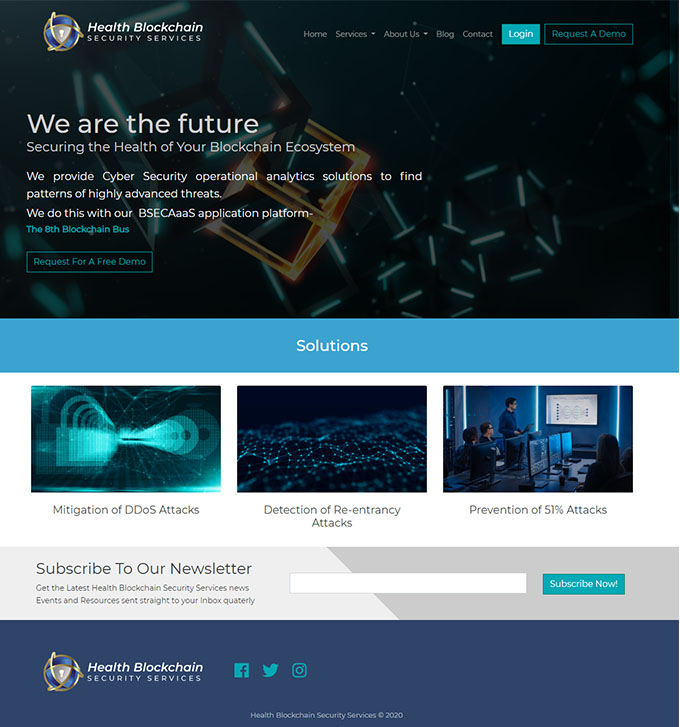 Health Blockchain
SECURITY SERVICES
Home Services About Us Blog Contact Login Request A Demo
We are the future
Securing the Health of Your Blockchain Ecosystem
We provide Cyber Security operational analytics solutions to find
patterns of highly advanced threats.
We do this with our BSECAaaS application platform-
The 8th Blockchain Bus
Request For A Free Demo
Solutions
Mitigation of DDoS Attacks
Detection of Re-entrancy
Attacks
Prevention of 51% Attacks
Subscribe To Our Newsletter
Get the Latest Health Blockchain Security Services news
Events and Resources sent straight to your Inbox quaterly
Subscribe Now!
Health Blockchain
SECURITY SERVICES
Health Blockchain Security Services © 2020